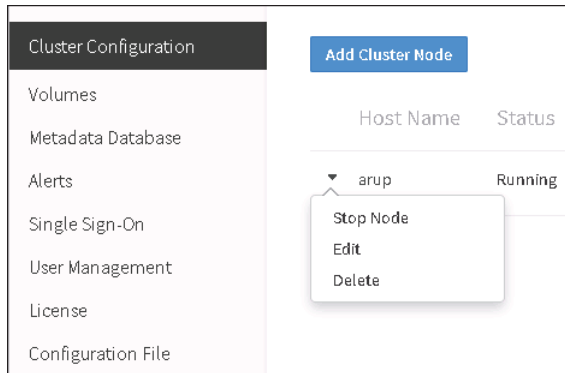 Cluster Configuration
Volumes
Metadata Database
Alerts
Single Sign-On
User Management
License
Configuration File
Add Cluster Node
Host Name Status
arup Running
Stop Node
Edit
Delete